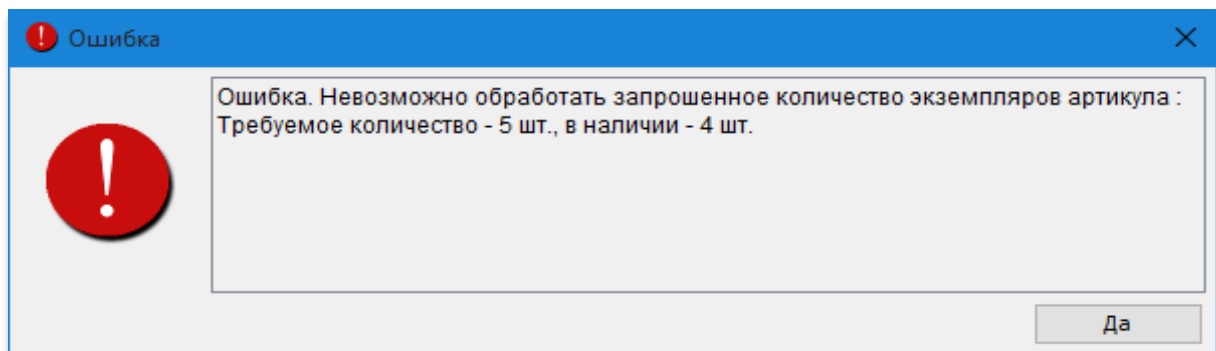 Ошибка
Ошибка. Невозможно обработать запрошенное количество экземпляров артикула :
Требуемое количество - 5 шт., в наличии - 4 шт.
Да